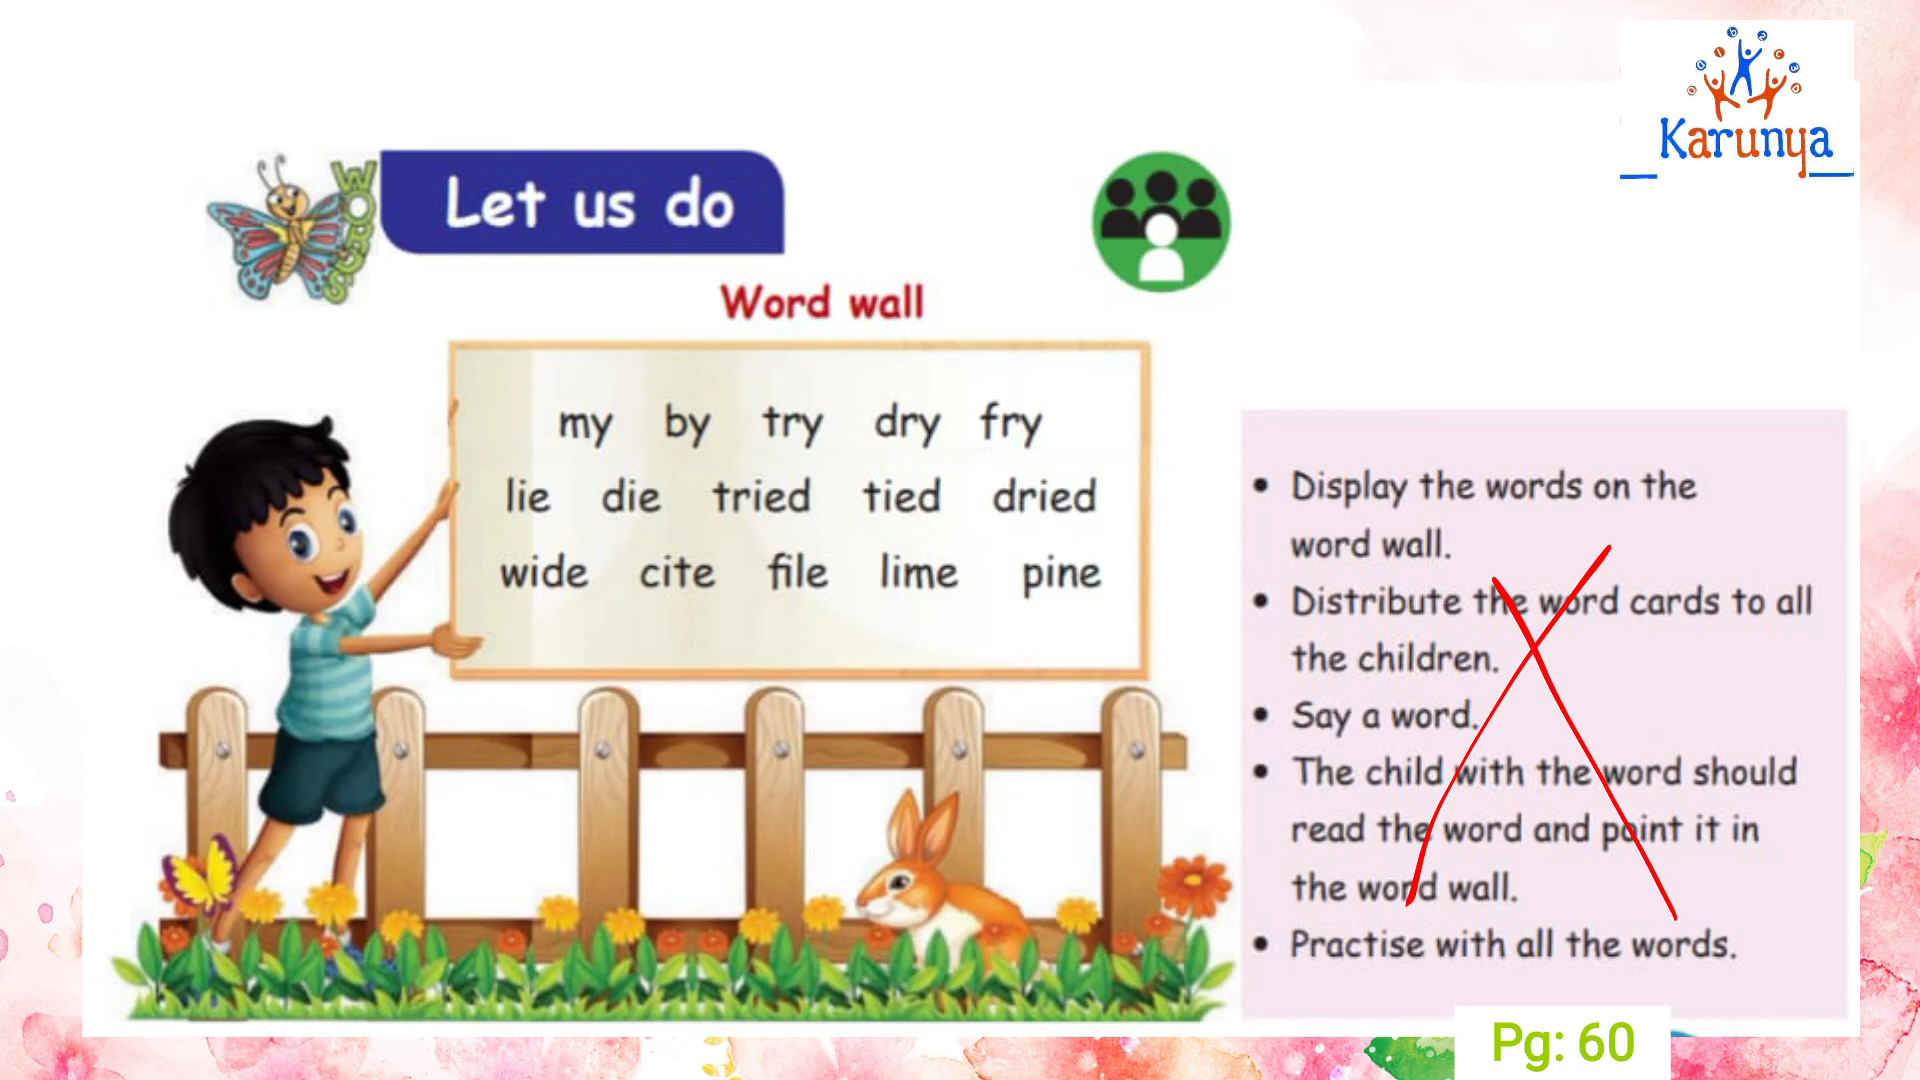 Karunya
WORDS
Let us do
Word wall
my by try dry fry
lie die tried tied dried
wide cite file lime pine
• Display the words on the
word wall.
• Distribute the word cards to all
the children.
• Say a word.
• The child with the word should
read the word and point it in
the word wall.
• Practise with all the words.
Pg: 60